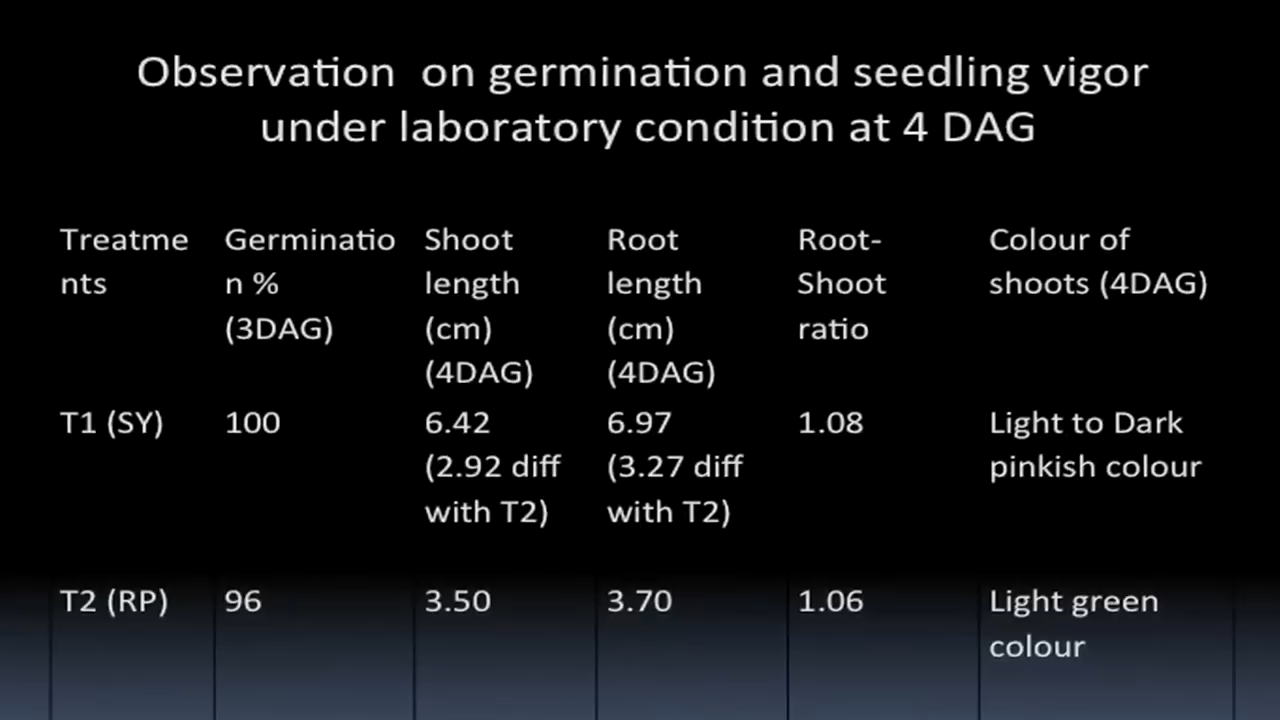 Observation on germination and seedling vigor
under laboratory condition at 4 DAG
Treatme
nts
Germinatio
n %
(3DAG)
Shoot
length
(cm)
(4DAG)
Root
length
(cm)
(4DAG)
Root-
Shoot
ratio
Colour of
shoots (4DAG)
T1 (SY)
100
6.42
(2.92 diff
with T2)
6.97
(3.27 diff
with T2)
1.08
Light to Dark
pinkish colour
T2 (RP)
96
3.50
3.70
1.06
Light green
colour